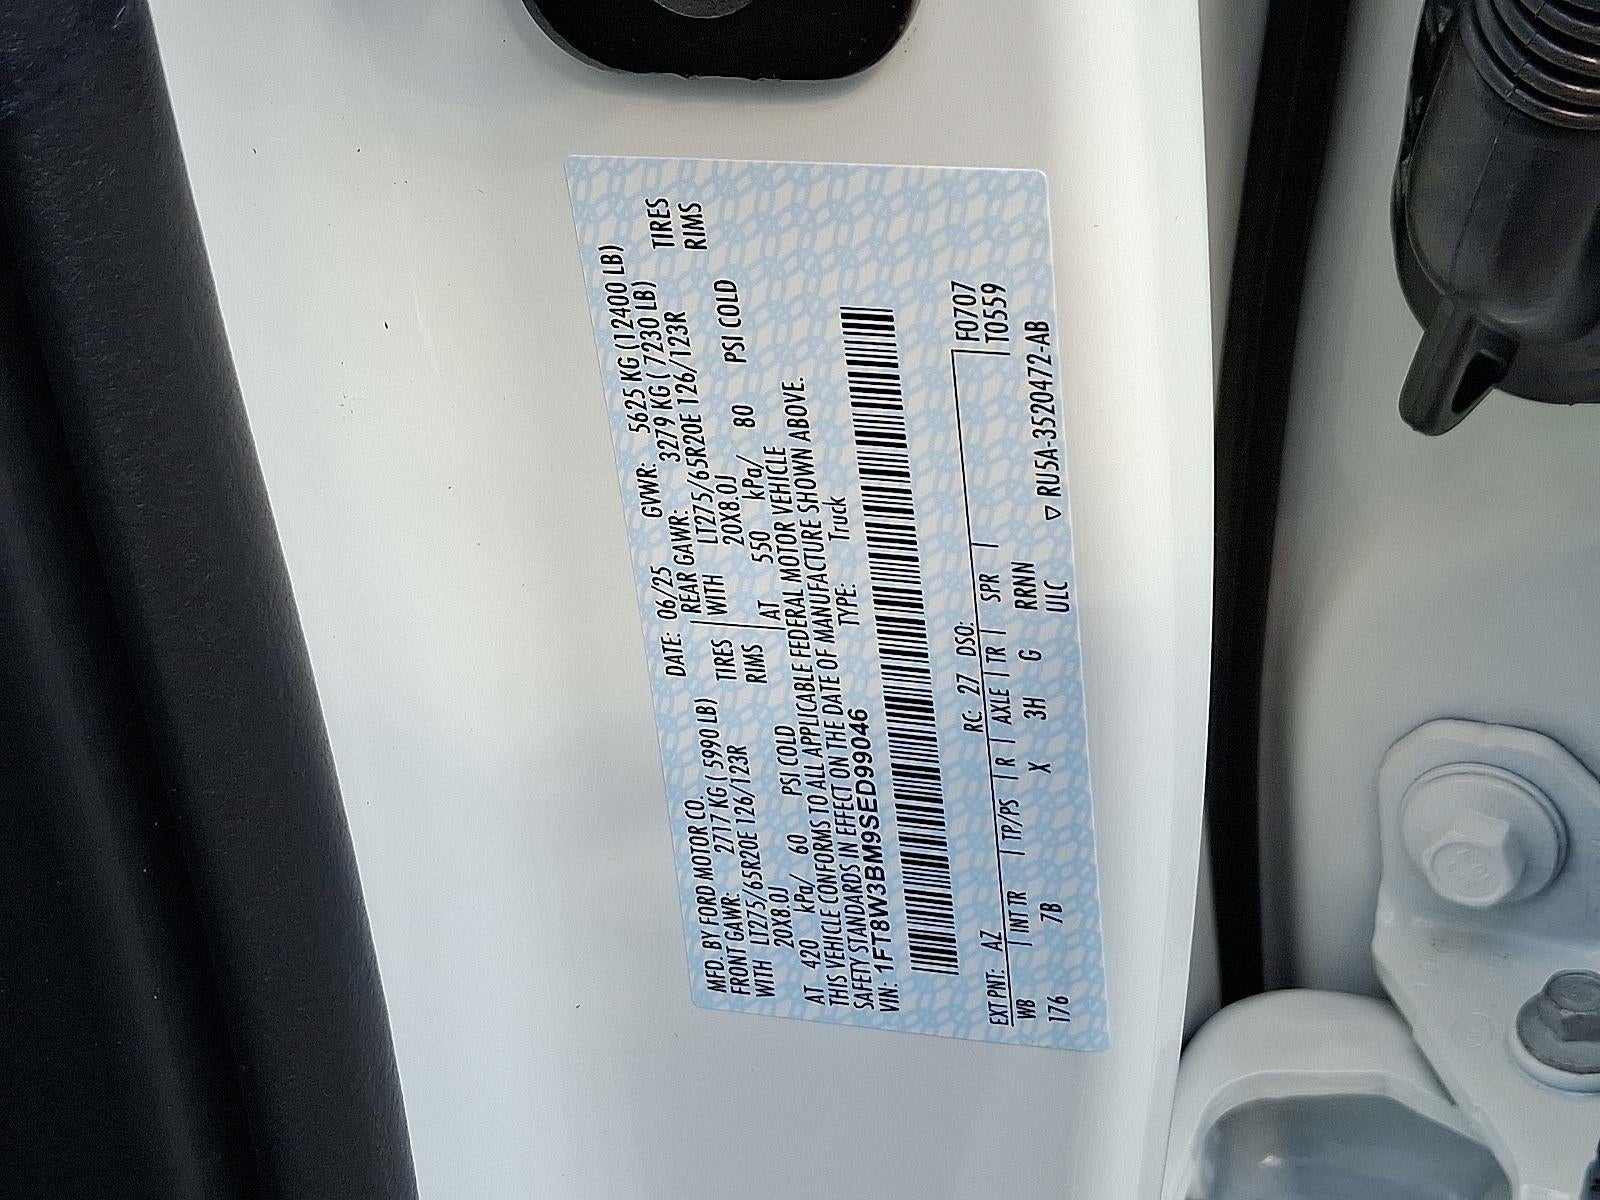 MFD. BY FORD MOTOR CO. DATE: 06/25 GVWR: 5625 KG (12400 LB)
FRONT GAWR: 2717 KG ( 5990 LB) REAR GAWR: 3279 KG ( 7230 LB)
WITH LT275/65R20E 126/123R TIRES WITH LT275/65R20E 126/123R TIRES
20X8.0J RIMS 20X8.0J RIMS
AT 420 kPa/ 60 PSI COLD AT 550 kPa/ 80 PSI COLD
THIS VEHICLE CONFORMS TO ALL APPLICABLE FEDERAL MOTOR VEHICLE
SAFETY STANDARDS IN EFFECT ON THE DATE OF MANUFACTURE SHOWN ABOVE.
VIN: 1FT8W3BM9SED99046 TYPE: Truck
F0707
EXT PNT: AZ RC: 27 DSO: T0559
WB INT TR TP/PS R AXLE TR SPR
176 7B X 3H G RRNN
ULC ▽ RU5A-3520472-AB